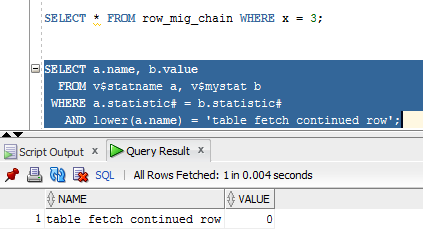 SELECT * FROM row_mig_chain WHERE x = 3;
SELECT a.name, b.value
FROM v$statname a, v$mystat b
WHERE a.statistic# = b.statistic#
AND lower(a.name) = 'table fetch continued row';
Script Output x Query Result x
SQL | All Rows Fetched: 1 in 0.004 seconds
NAME VALUE
1 table fetch continued row 0